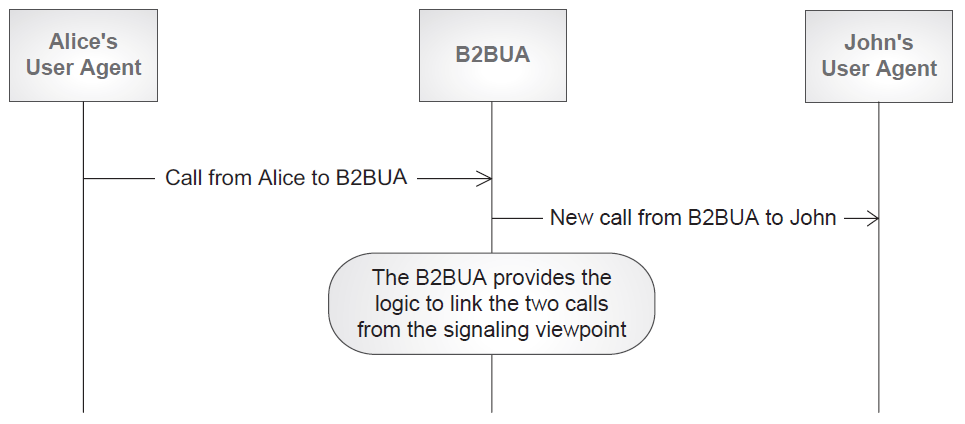 Alice's
User Agent
B2BUA
John's
User Agent
Call from Alice to B2BUA
New call from B2BUA to John
The B2BUA provides the
logic to link the two calls
from the signaling viewpoint